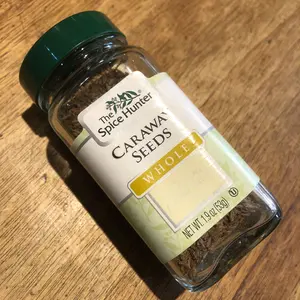 The
Spice Hunter
CARAWAY
SEEDS
WHOLE
NET WT. 1.9 oz (53g)
U